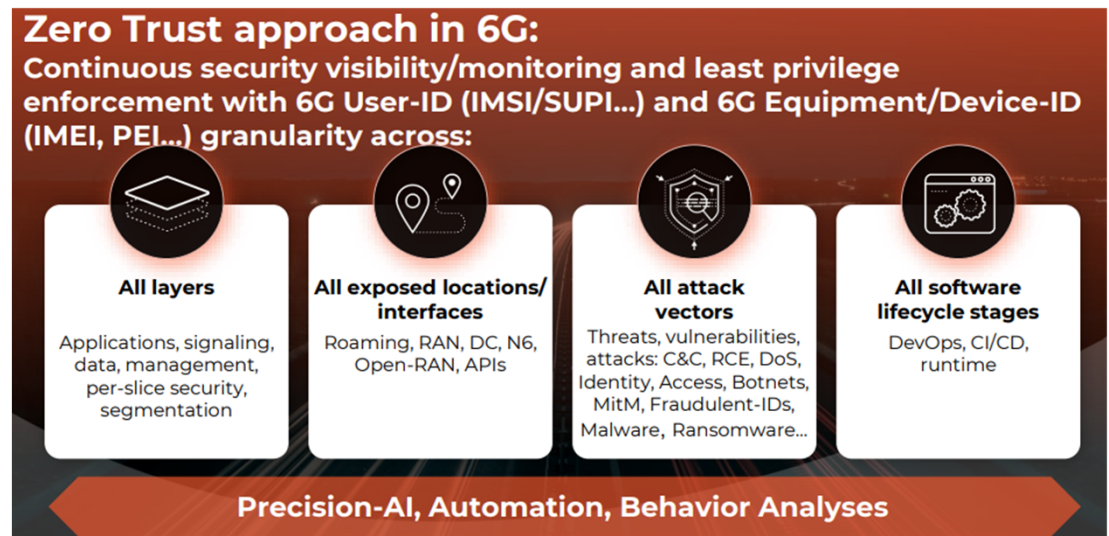 Zero Trust approach in 6G:
Continuous security visibility/monitoring and least privilege
enforcement with 6G User-ID (IMSI/SUPI...) and 6G Equipment/Device-ID
(IMEI, PEI...) granularity across:
All layers
Applications, signaling,
data, management,
per-slice security,
segmentation
All exposed locations/
interfaces
Roaming, RAN, DC, N6,
Open-RAN, APIs
All attack
vectors
Threats, vulnerabilities,
attacks: C&C, RCE, DoS,
Identity, Access, Botnets,
MitM, Fraudulent-IDs,
Malware, Ransomware...
All software
lifecycle stages
DevOps, CI/CD,
runtime
Precision-AI, Automation, Behavior Analyses